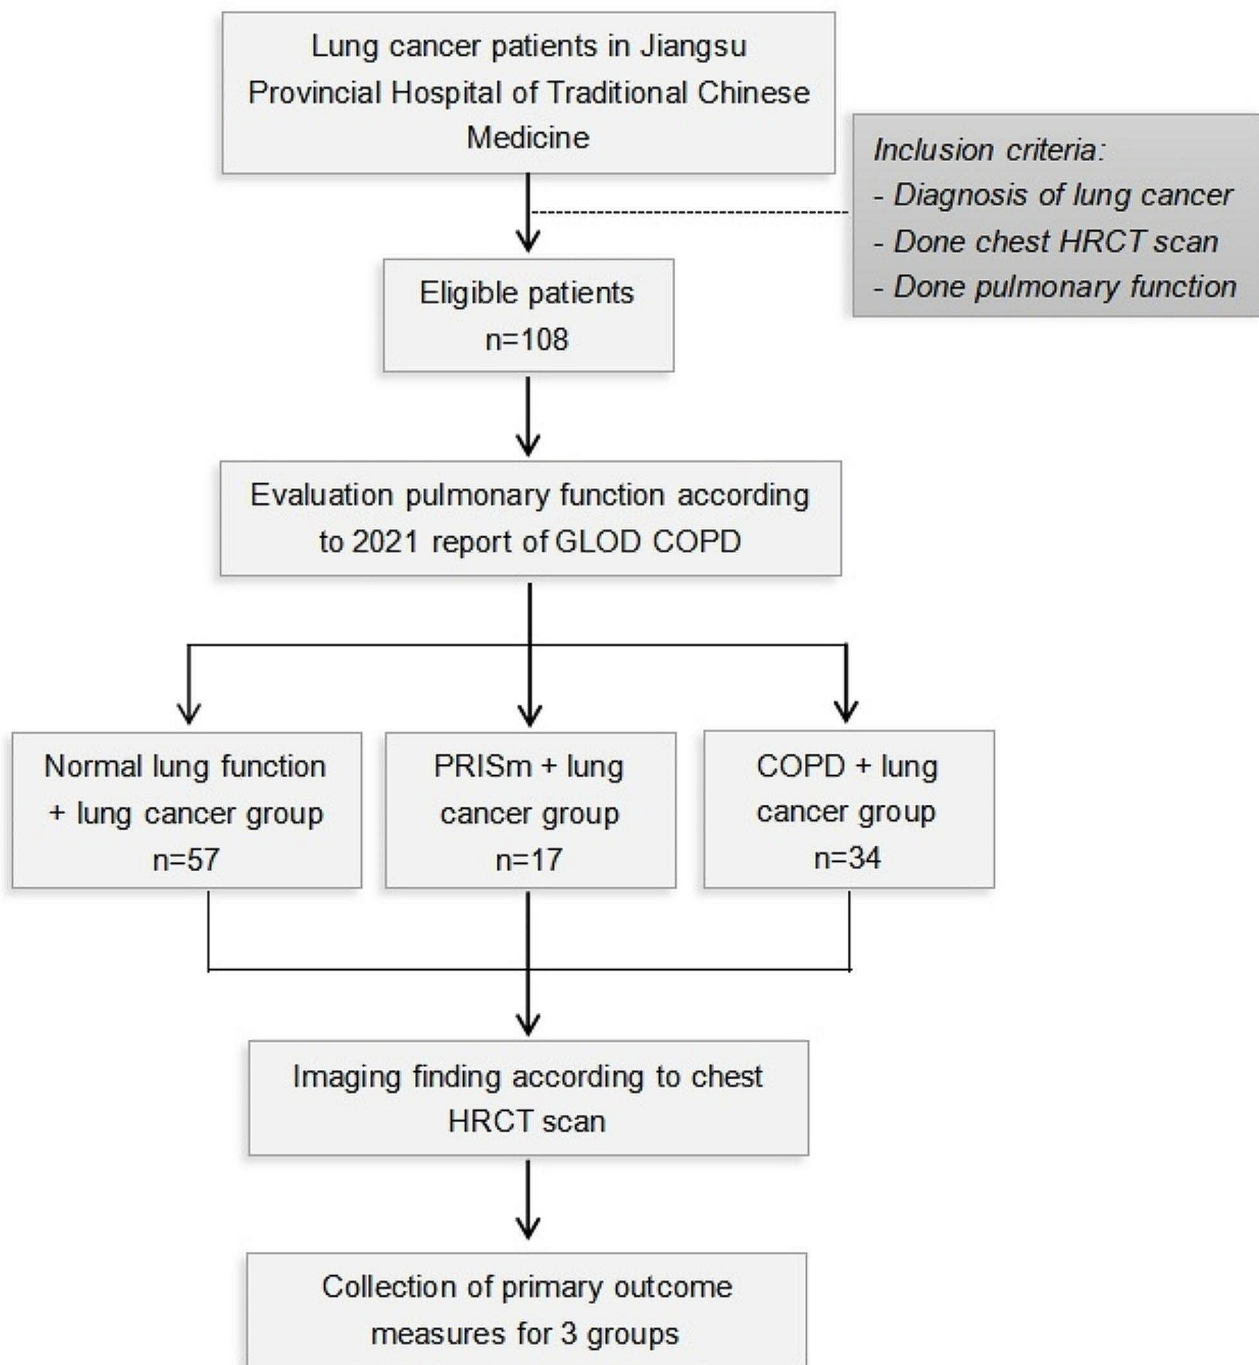 Lung cancer patients in Jiangsu
Provincial Hospital of Traditional Chinese
Medicine
Inclusion criteria:
- Diagnosis of lung cancer
- Done chest HRCT scan
- Done pulmonary function
Eligible patients
n=108
Evaluation pulmonary function according
to 2021 report of GLOD COPD
Normal lung function
+ lung cancer group
n=57
PRISm + lung
cancer group
n=17
COPD + lung
cancer group
n=34
Imaging finding according to chest
HRCT scan
Collection of primary outcome
measures for 3 groups